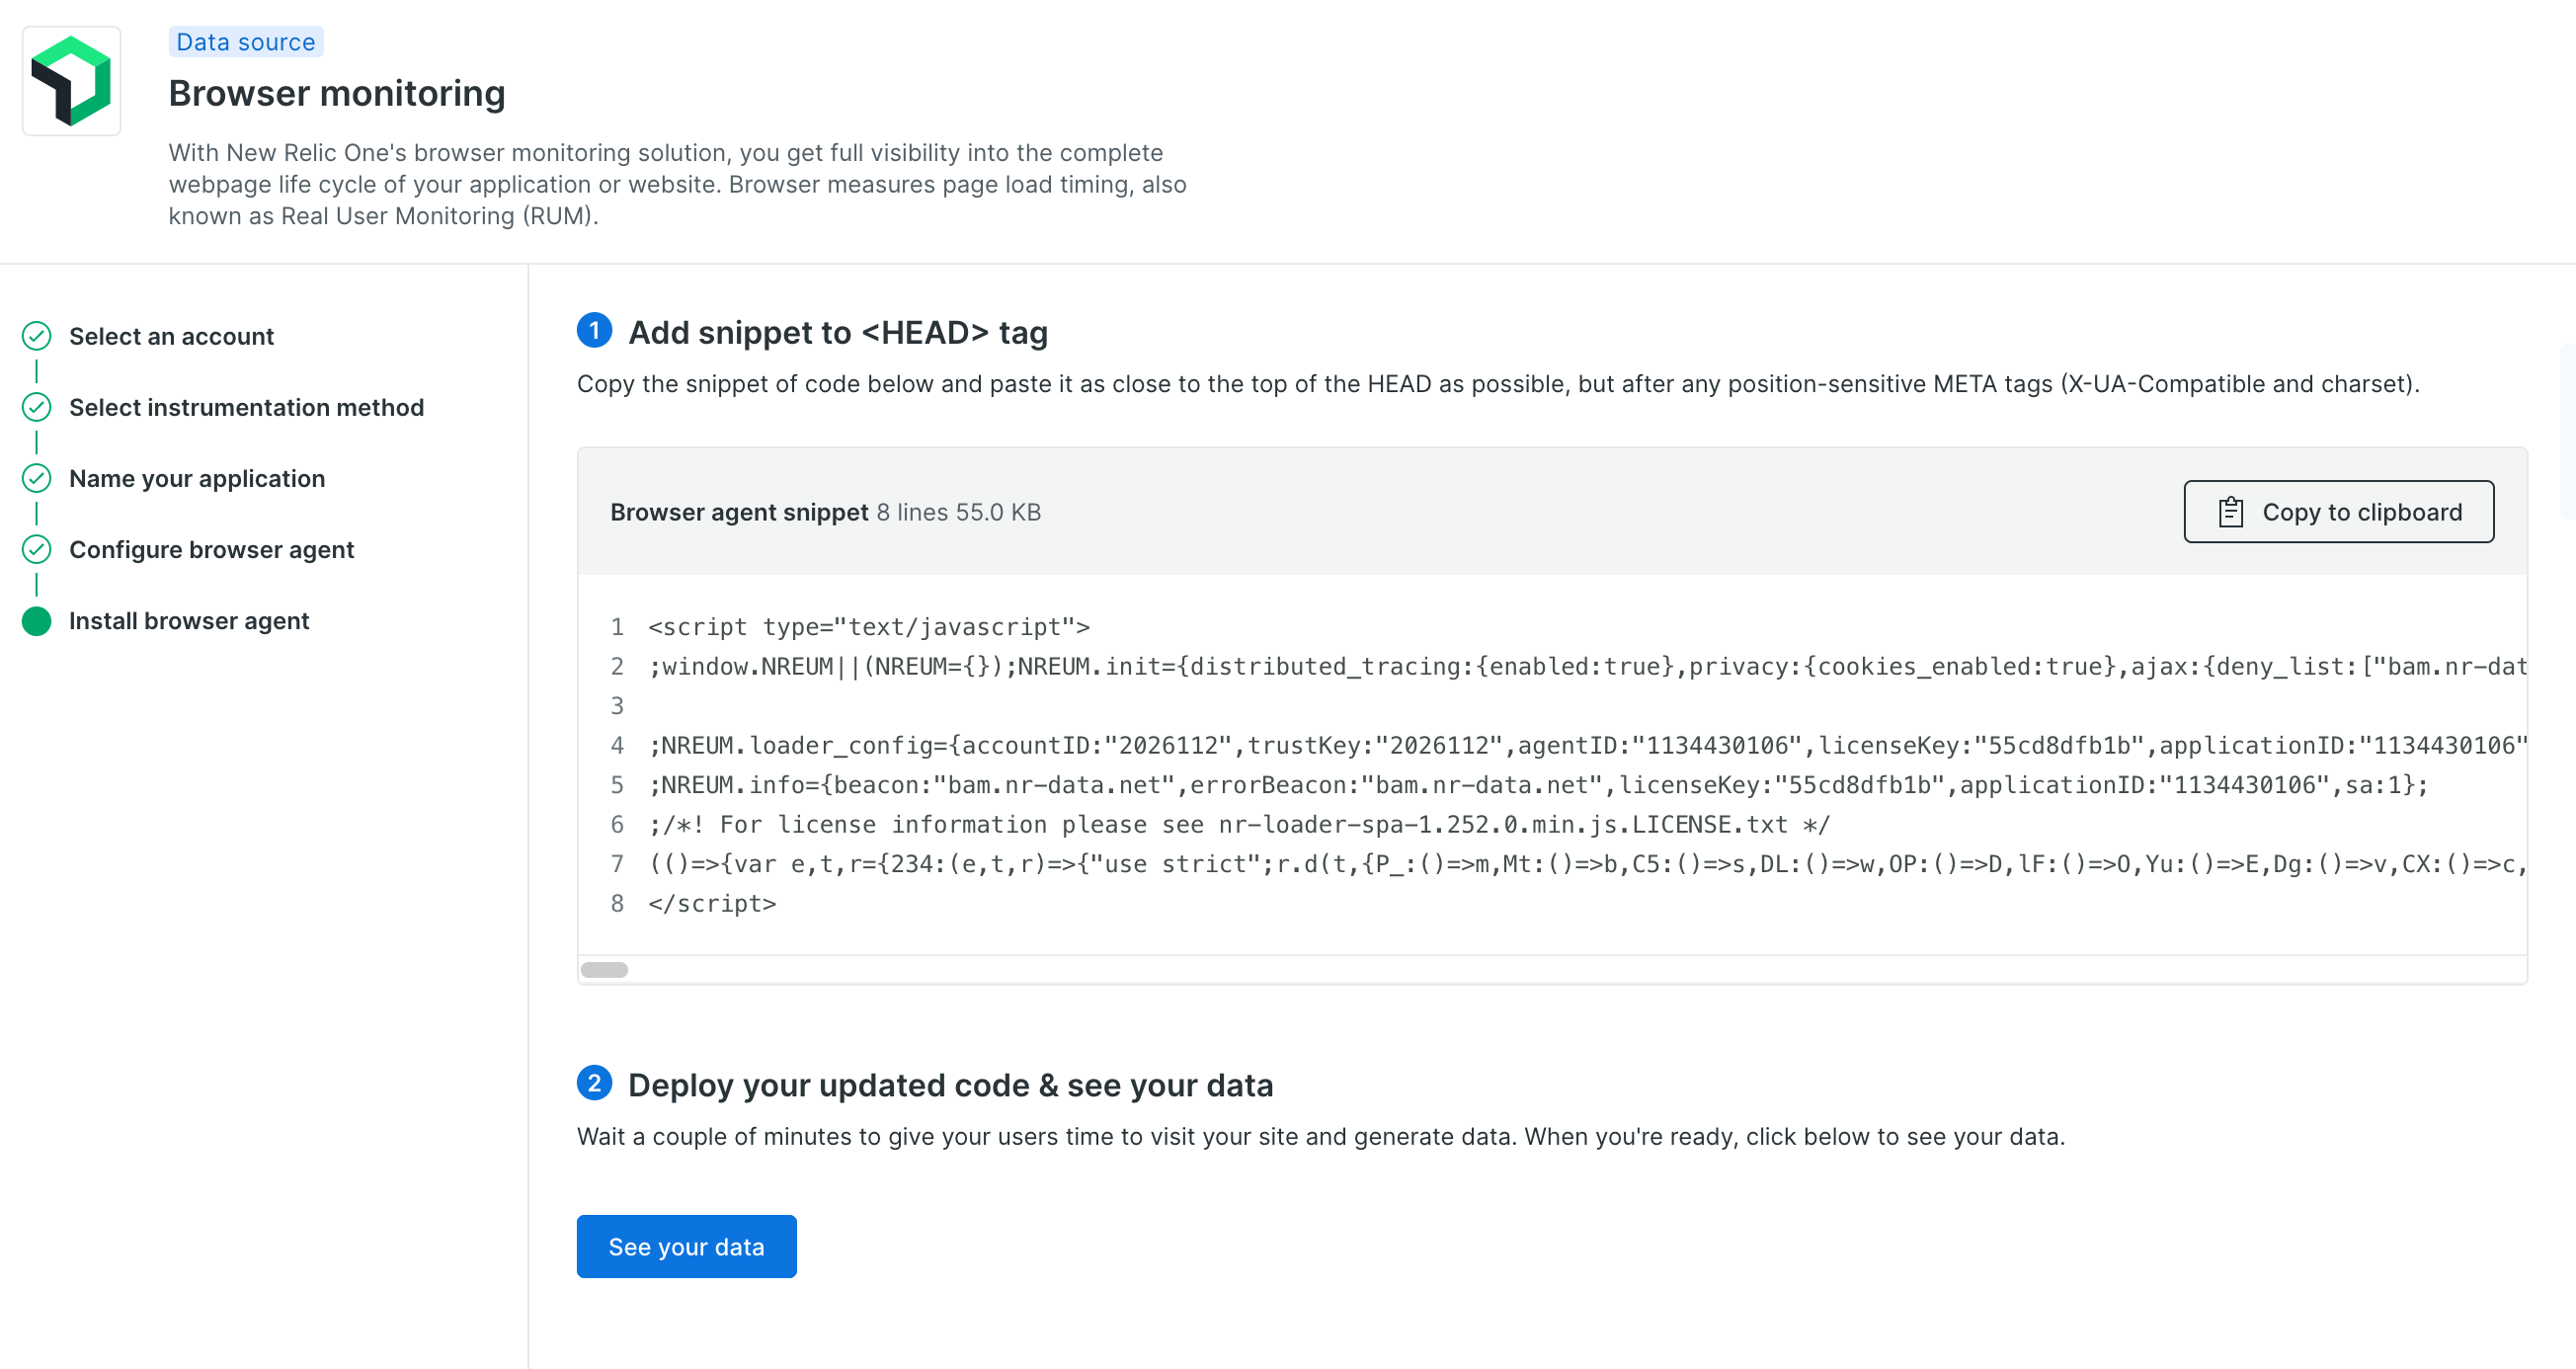 Data source
Browser monitoring
With New Relic One's browser monitoring solution, you get full visibility into the complete
webpage life cycle of your application or website. Browser measures page load timing, also
known as Real User Monitoring (RUM).
Select an account
Select instrumentation method
Name your application
Configure browser agent
Install browser agent
1 Add snippet to <HEAD> tag
Copy the snippet of code below and paste it as close to the top of the HEAD as possible, but after any position-sensitive META tags (X-UA-Compatible and charset).
Browser agent snippet 8 lines 55.0 KB
Copy to clipboard
1 <script type="text/javascript">
2 ;window.NREUM||(NREUM={});NREUM.init={distributed_tracing:{enabled:true},privacy:{cookies_enabled:true},ajax:{deny_list:["bam.nr-dat
3
4 ;NREUM.loader_config={accountID:"2026112",trustKey:"2026112",agentID:"1134430106",licenseKey:"55cd8dfb1b",applicationID:"1134430106"
5 ;NREUM.info={beacon:"bam.nr-data.net",errorBeacon:"bam.nr-data.net",licenseKey:"55cd8dfb1b",applicationID:"1134430106",sa:1};
6 ;/*! For license information please see nr-loader-spa-1.252.0.min.js.LICENSE.txt */
7 (()=>{var e,t,r={234:(e,t,r)=>{"use strict";r.d(t,{P_:()=>m,Mt:()=>b,C5:()=>s,DL:()=>w,OP:()=>D,lF:()=>O,Yu:()=>E,Dg:()=>v,CX:()=>c,
8 </script>
2 Deploy your updated code & see your data
Wait a couple of minutes to give your users time to visit your site and generate data. When you're ready, click below to see your data.
See your data